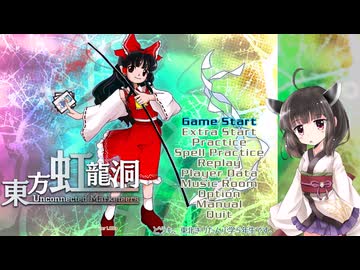 東方虹龍洞
Unconnected Marketeers
Game Start
Extra Start
Practice
Spell Practice
Replay
Player Data
Music Room
Option
Manual
Quit